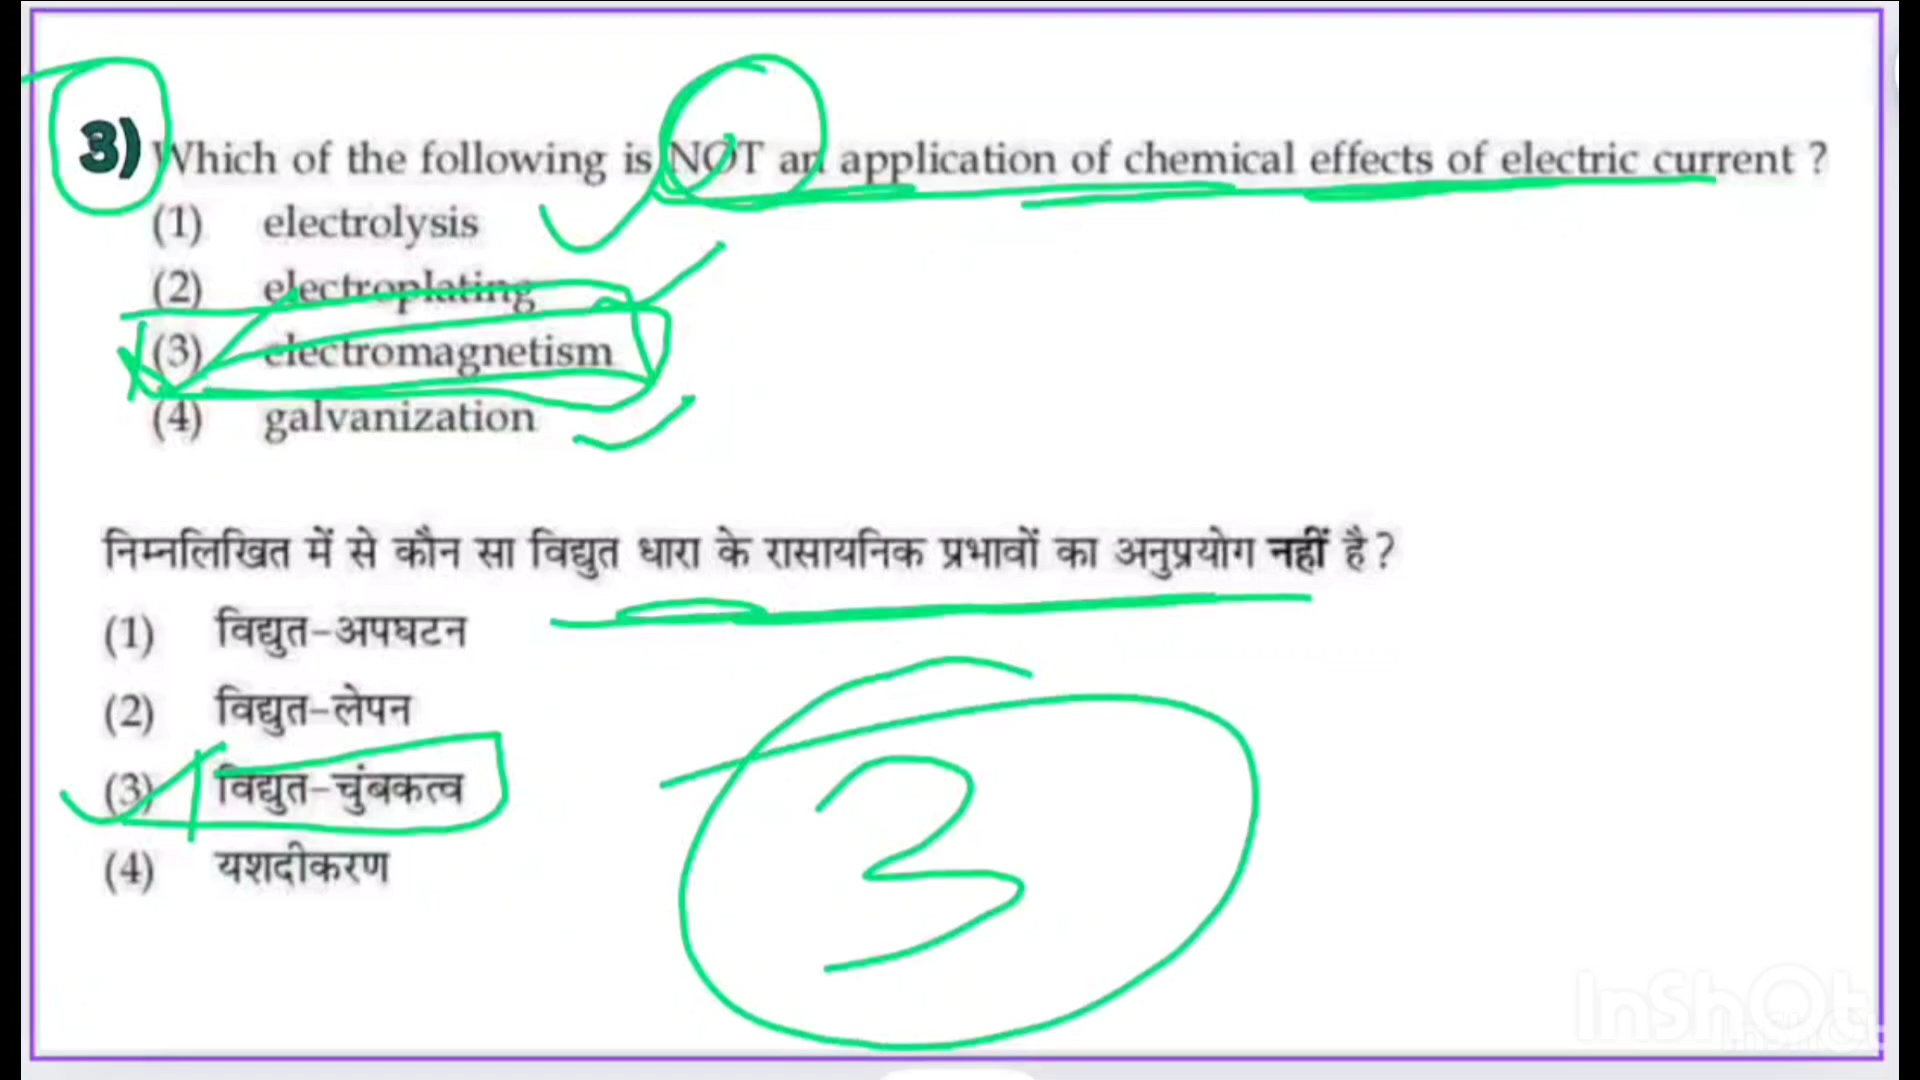 3) Which of the following is NOT an application of chemical effects of electric current ?
(1) electrolysis
(2) electroplating
(3) electromagnetism
(4) galvanization
निम्नलिखित में से कौन सा विद्युत धारा के रासायनिक प्रभावों का अनुप्रयोग नहीं है ?
(1) विद्युत-अपघटन
(2) विद्युत-लेपन
(3) विद्युत-चुंबकत्व
(4) यशदीकरण
3
InShOt
InShOt